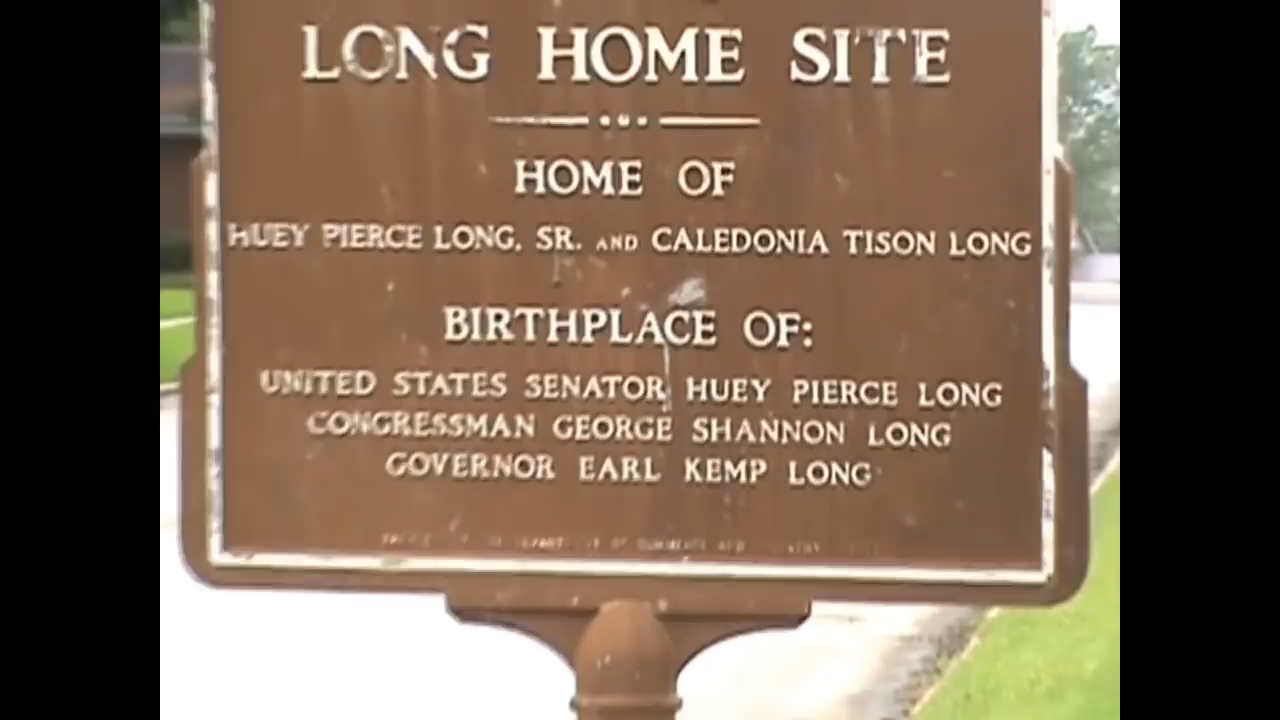 LONG HOME SITE
HOME OF
HUEY PIERCE LONG, SR. AND CALEDONIA TISON LONG
BIRTHPLACE OF:
UNITED STATES SENATOR HUEY PIERCE LONG
CONGRESSMAN GEORGE SHANNON LONG
GOVERNOR EARL KEMP LONG